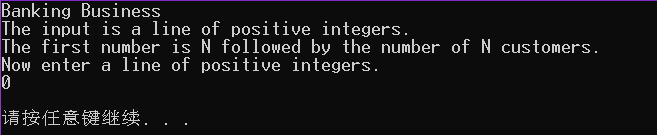 Banking Business
The input is a line of positive integers.
The first number is N followed by the number of N customers.
Now enter a line of positive integers.
0
请按任意键继续. . .